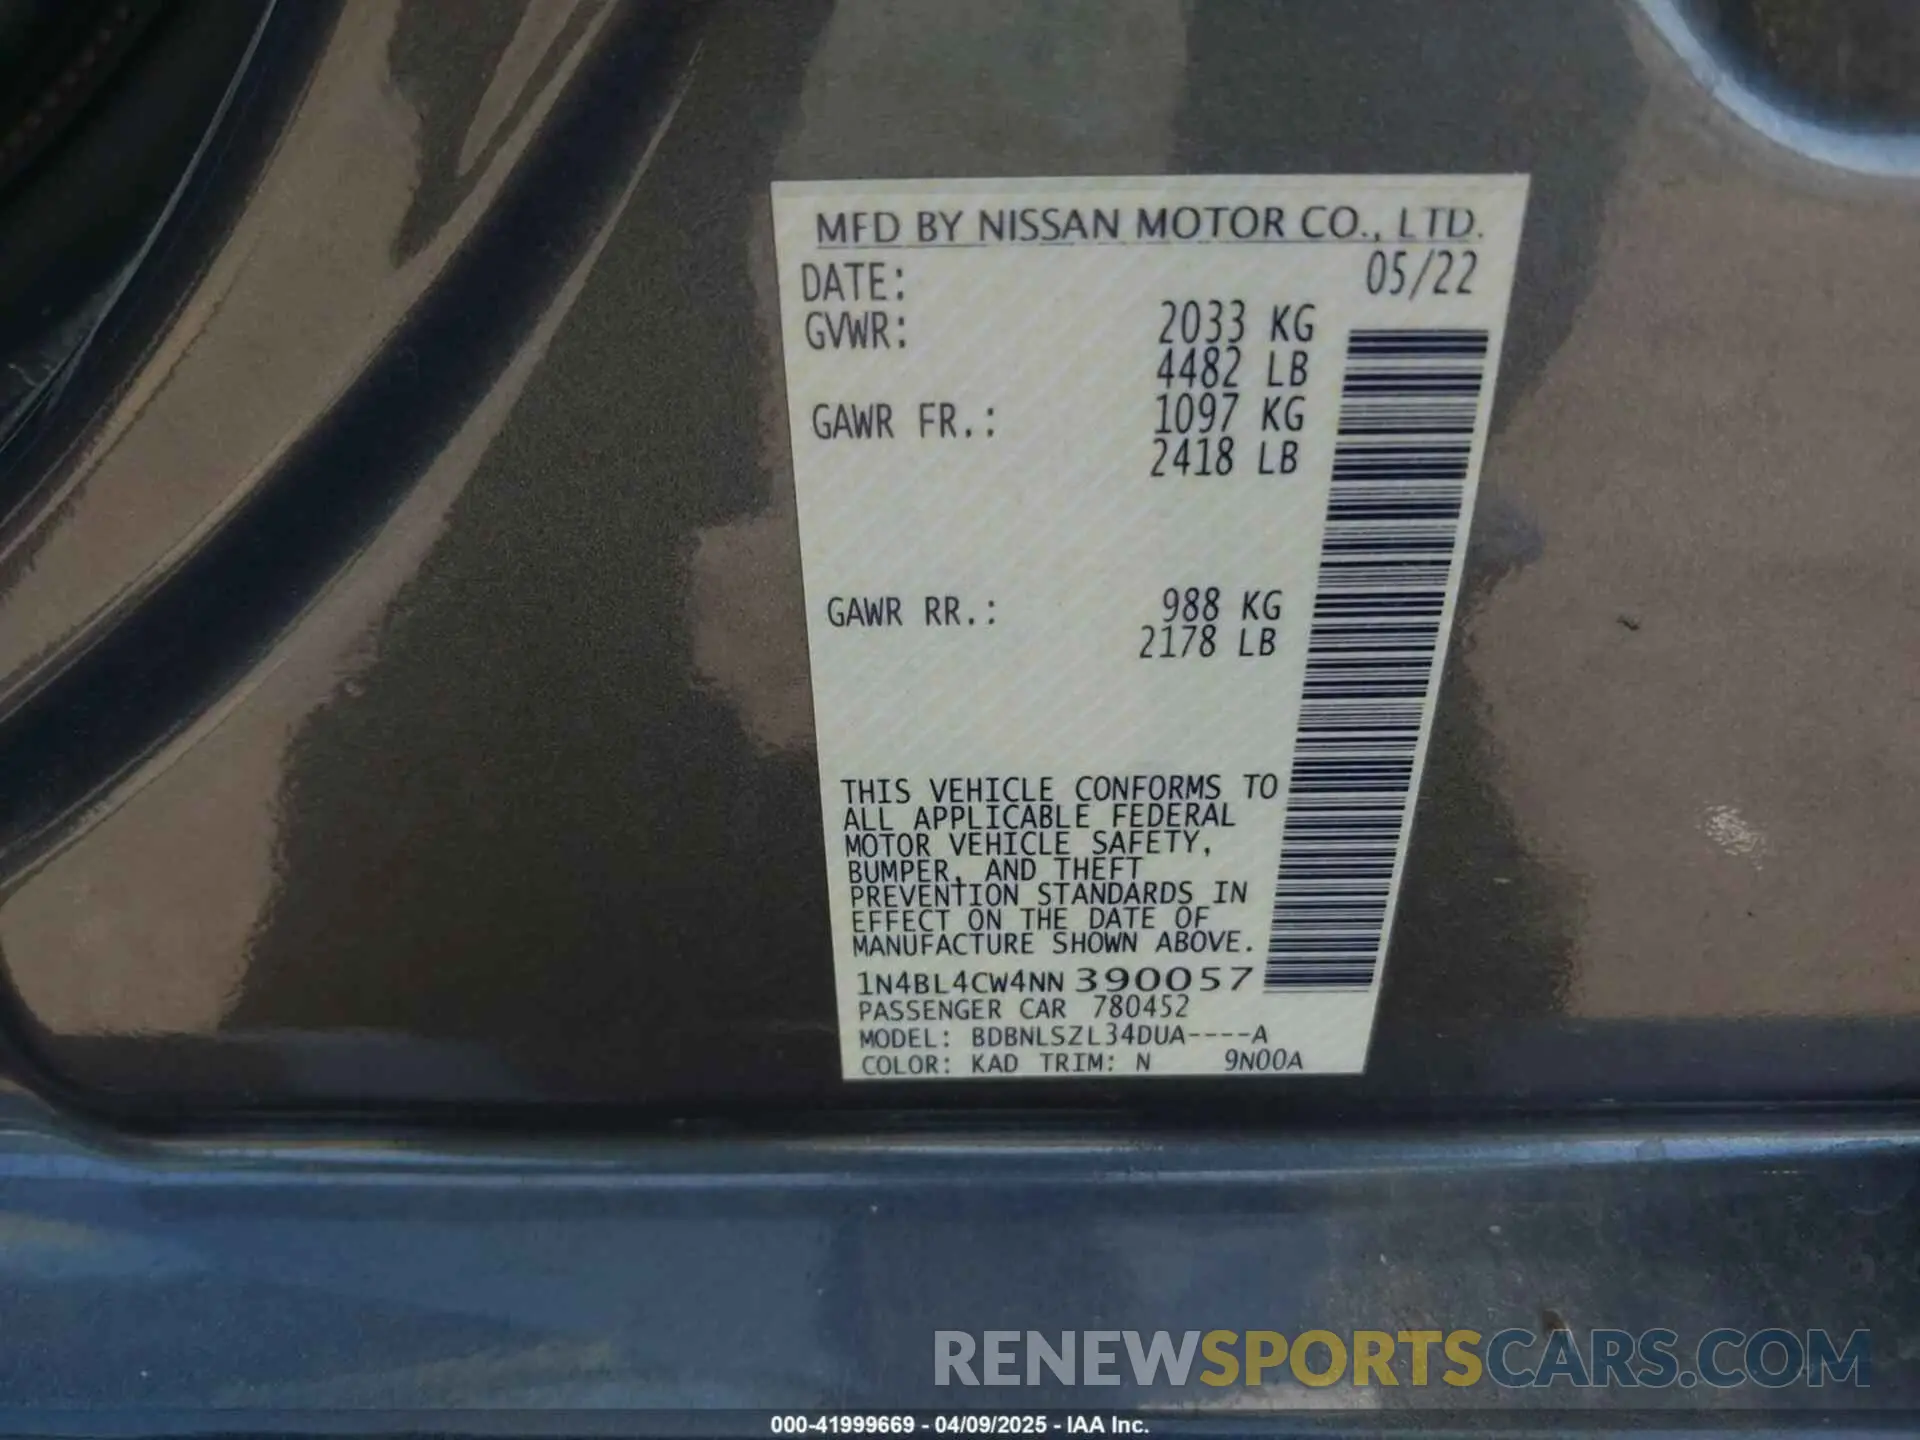 MFD BY NISSAN MOTOR CO., LTD.
DATE: 05/22
GVWR: 2033 KG
4482 LB
GAWR FR.: 1097 KG
2418 LB
GAWR RR.: 988 KG
2178 LB
THIS VEHICLE CONFORMS TO
ALL APPLICABLE FEDERAL
MOTOR VEHICLE SAFETY,
BUMPER, AND THEFT
PREVENTION STANDARDS IN
EFFECT ON THE DATE OF
MANUFACTURE SHOWN ABOVE.
1N4BL4CW4NN390057
PASSENGER CAR 780452
MODEL: BDBNLSZL34DUA----A
COLOR: KAD TRIM: N 9N00A
RENEWSPORTSCARS.COM
000-41999669 - 04/09/2025 - IAA Inc.